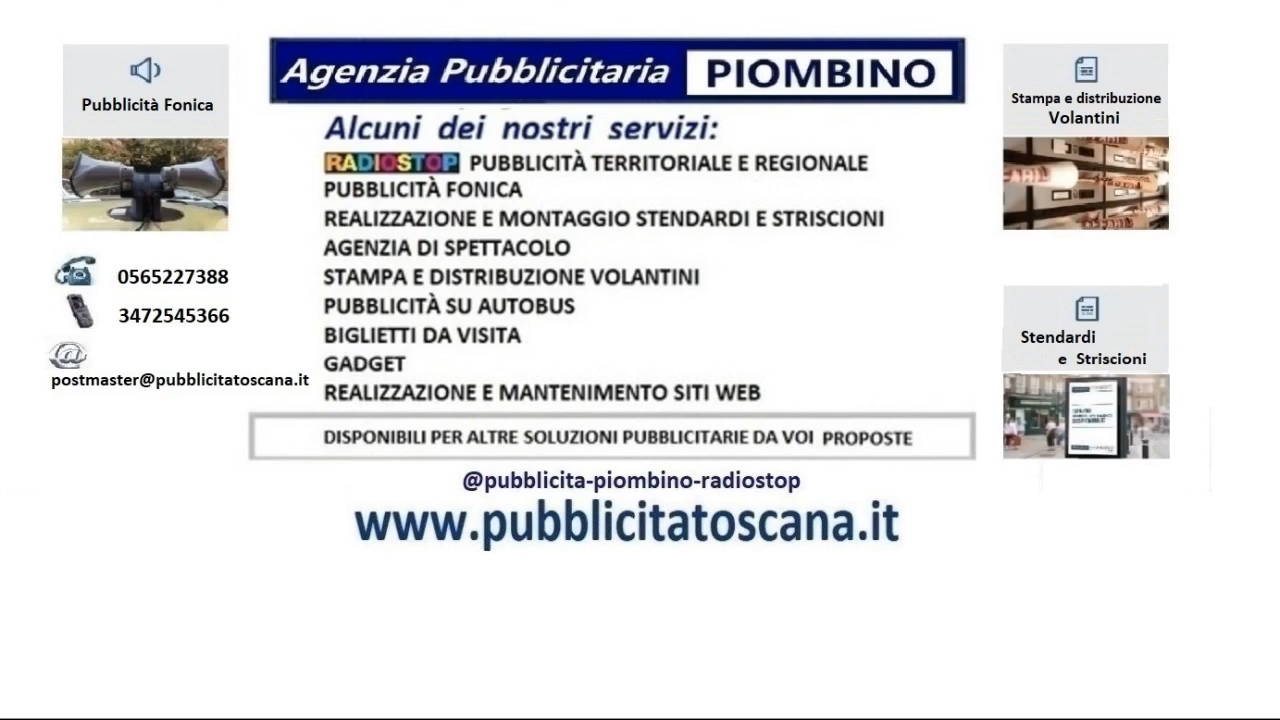 Agenzia Pubblicitaria PIOMBINO
Pubblicità Fonica
0565227388
3472545366
@
postmaster@pubblicitatoscana.it
Alcuni dei nostri servizi:
RADIOSTOP PUBBLICITÀ TERRITORIALE E REGIONALE
PUBBLICITÀ FONICA
REALIZZAZIONE E MONTAGGIO STENDARDI E STRISCIONI
AGENZIA DI SPETTACOLO
STAMPA E DISTRIBUZIONE VOLANTINI
PUBBLICITÀ SU AUTOBUS
BIGLIETTI DA VISITA
GADGET
REALIZZAZIONE E MANTENIMENTO SITI WEB
DISPONIBILI PER ALTRE SOLUZIONI PUBBLICITARIE DA VOI PROPOSTE
@pubblicita-piombino-radiostop
www.pubblicitatoscana.it
Stampa e distribuzione
Volantini
Stendardi
e Striscioni